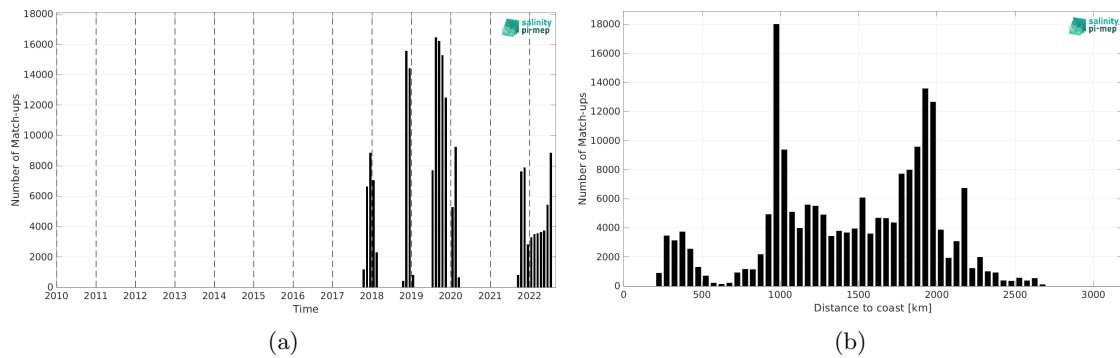 18000
16000
14000
12000
10000
8000
6000
4000
2000
0
Number of Match-ups
2010 2011 2012 2013 2014 2015 2016 2017 2018 2019 2020 2021 2022
Time
salinity
pi-mep
(a)
18000
16000
14000
12000
10000
8000
6000
4000
2000
0
Number of Match-ups
0 500 1000 1500 2000 2500 3000
Distance to coast [km]
salinity
pi-mep
(b)